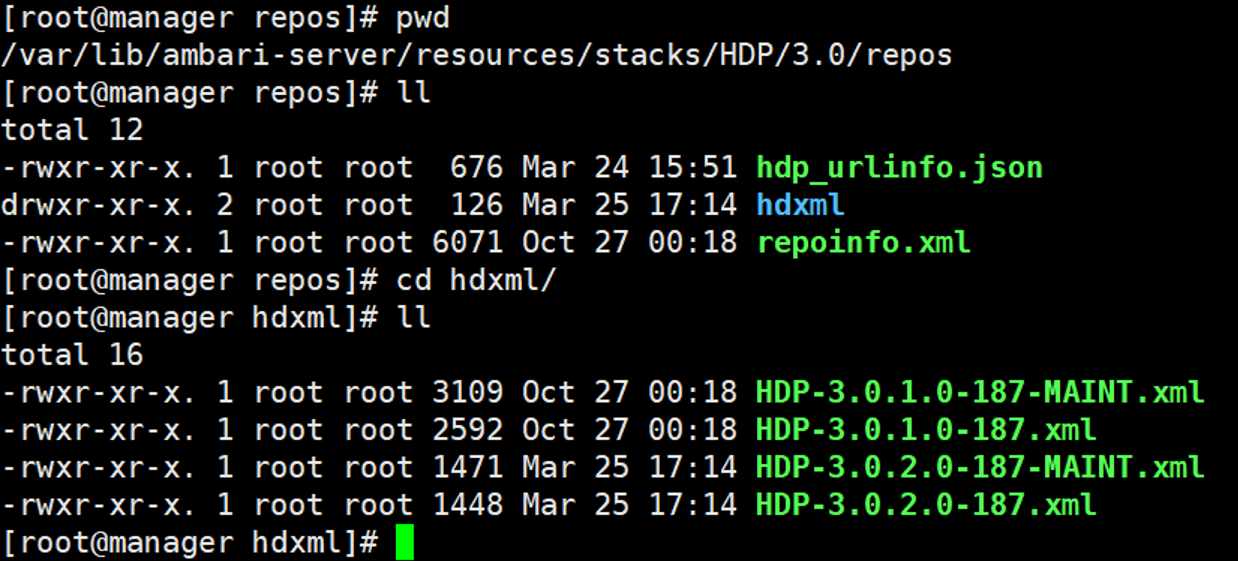 [root@manager repos]# pwd
/var/lib/ambari-server/resources/stacks/HDP/3.0/repos
[root@manager repos]# ll
total 12
-rwxr-xr-x. 1 root root  676 Mar 24 15:51 hdp_urlinfo.json
drwxr-xr-x. 2 root root  126 Mar 25 17:14 hdxml
-rwxr-xr-x. 1 root root 6071 Oct 27 00:18 repoinfo.xml
[root@manager repos]# cd hdxml/
[root@manager hdxml]# ll
total 16
-rwxr-xr-x. 1 root root 3109 Oct 27 00:18 HDP-3.0.1.0-187-MAINT.xml
-rwxr-xr-x. 1 root root 2592 Oct 27 00:18 HDP-3.0.1.0-187.xml
-rwxr-xr-x. 1 root root 1471 Mar 25 17:14 HDP-3.0.2.0-187-MAINT.xml
-rwxr-xr-x. 1 root root 1448 Mar 25 17:14 HDP-3.0.2.0-187.xml
[root@manager hdxml]#